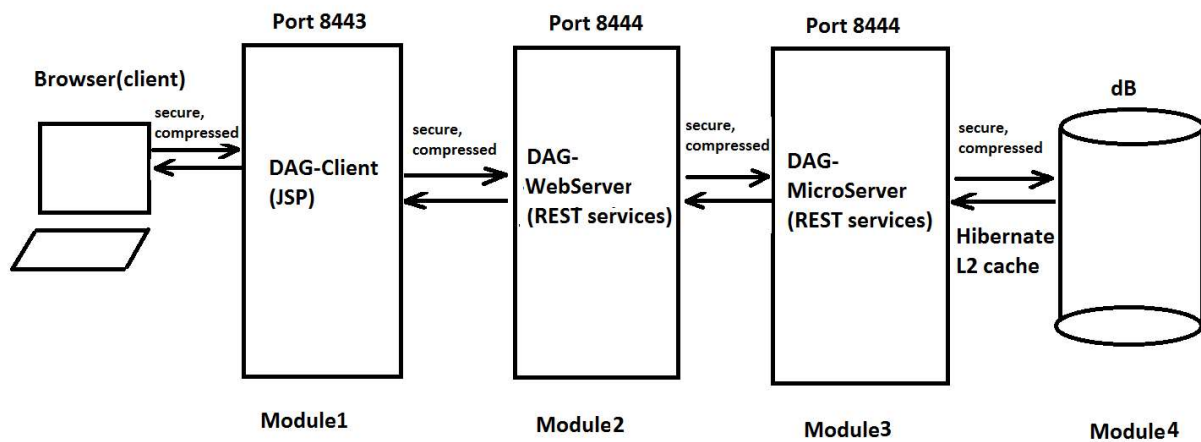 Port 8443
Port 8444
Port 8444
Browser(client)
dB
secure,
compressed
secure,
compressed
secure,
compressed
secure,
compressed
DAG-Client
(JSP)
DAG-
WebServer
(REST services)
DAG-
MicroServer
(REST services)
Hibernate
L2 cache
Module1
Module2
Module3
Module4